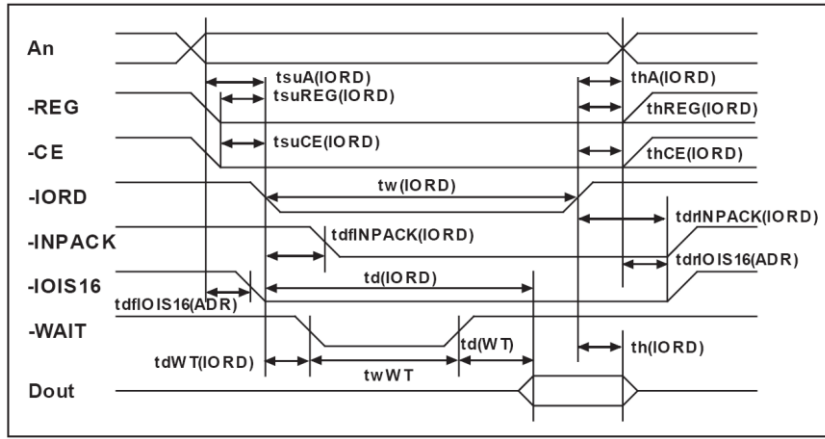 An
tsuA(IORD)
thA(IORD)
tsuREG(IORD)
-REG
thREG(IORD)
-CE
tsuCE(IORD)
thCE(IORD)
-IORD
tw(IORD)
tdrINPACK(IORD)
-INPACK
tdfINPACK(IORD)
tdrIOIS16(ADR)
-IOIS16
td(IORD)
tdfIOIS16(ADR)
-WAIT
td(WT)
th(IORD)
tdWT(IORD)
twWT
Dout